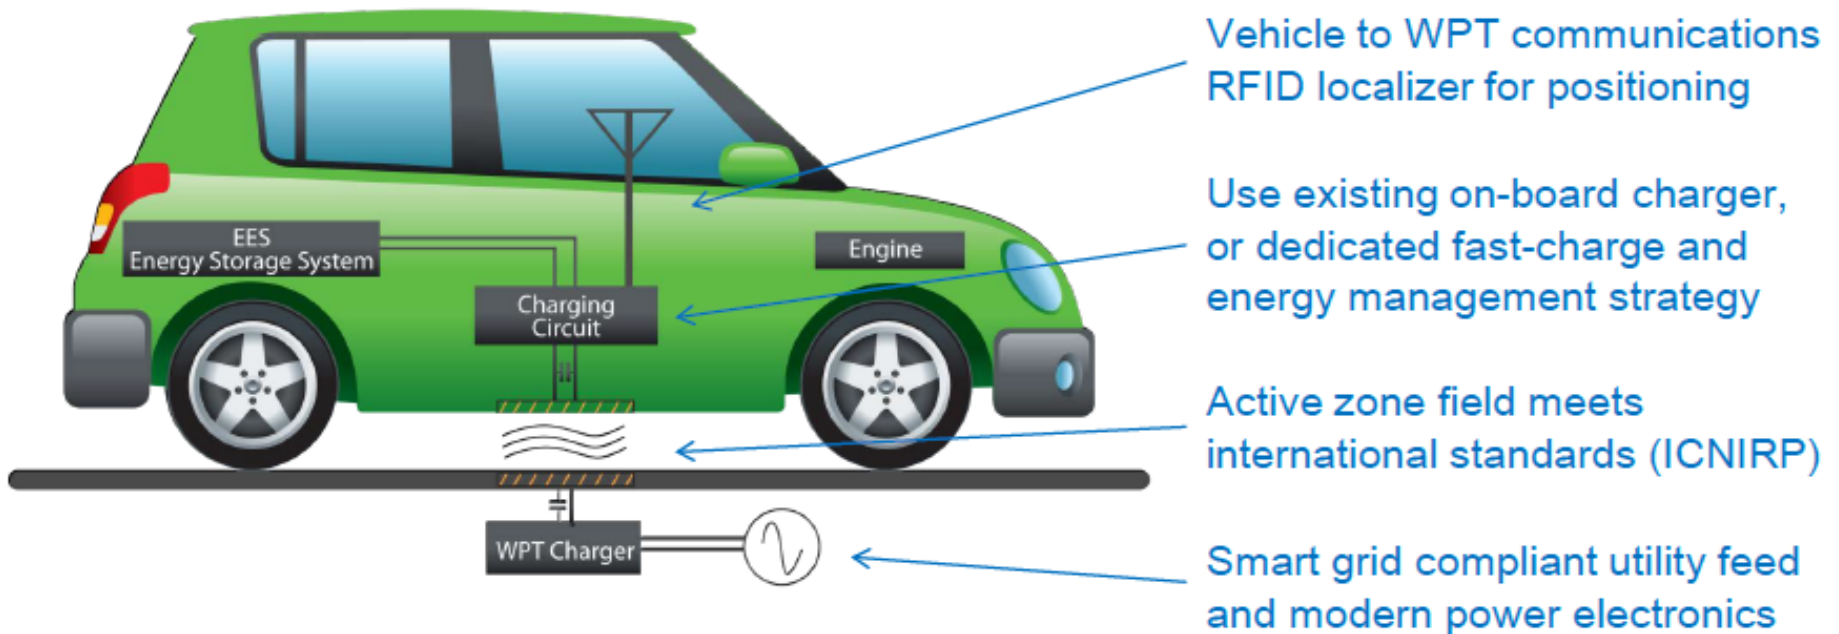 Vehicle to WPT communications
RFID localizer for positioning
Use existing on-board charger,
or dedicated fast-charge and
energy management strategy
Active zone field meets
international standards (ICNIRP)
Smart grid compliant utility feed
and modern power electronics
EES
Energy Storage System
Engine
Charging
Circuit
WPT Charger